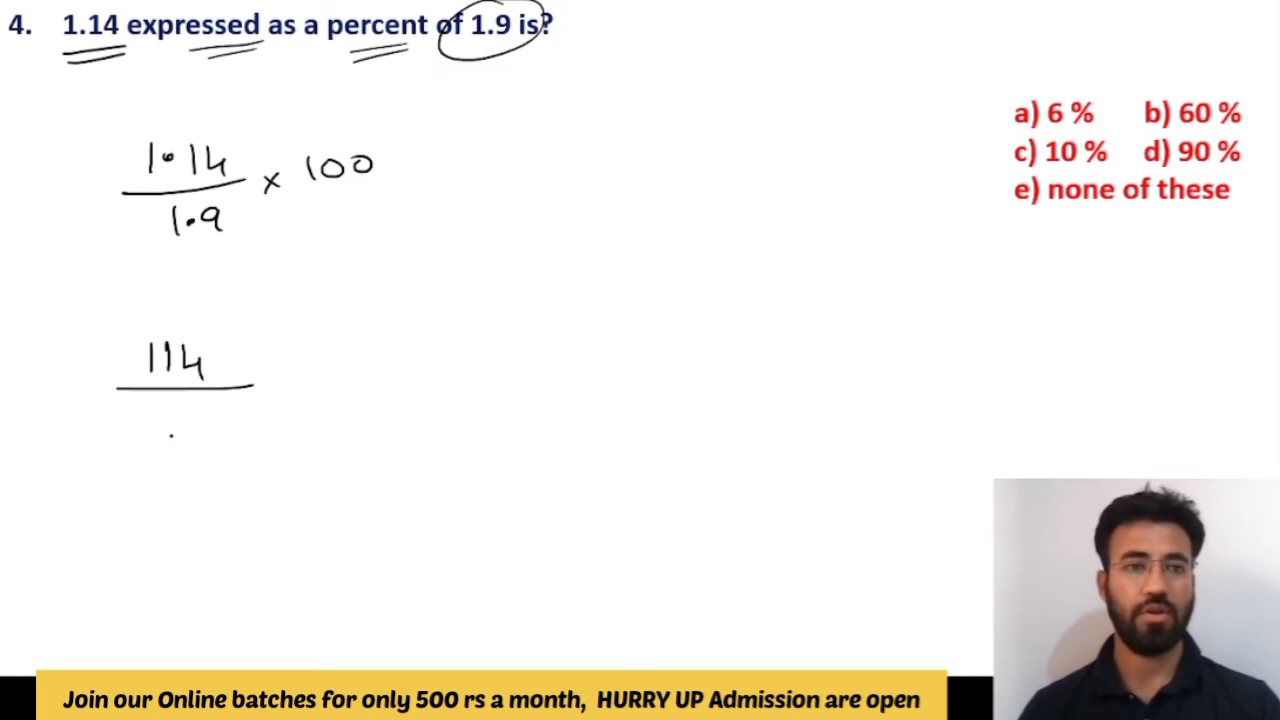 4. 1.14 expressed as a percent of 1.9 is?
a) 6 % b) 60 %
c) 10 % d) 90 %
e) none of these
1.14
× 100
1.9
114
Join our Online batches for only 500 rs a month, HURRY UP Admission are open